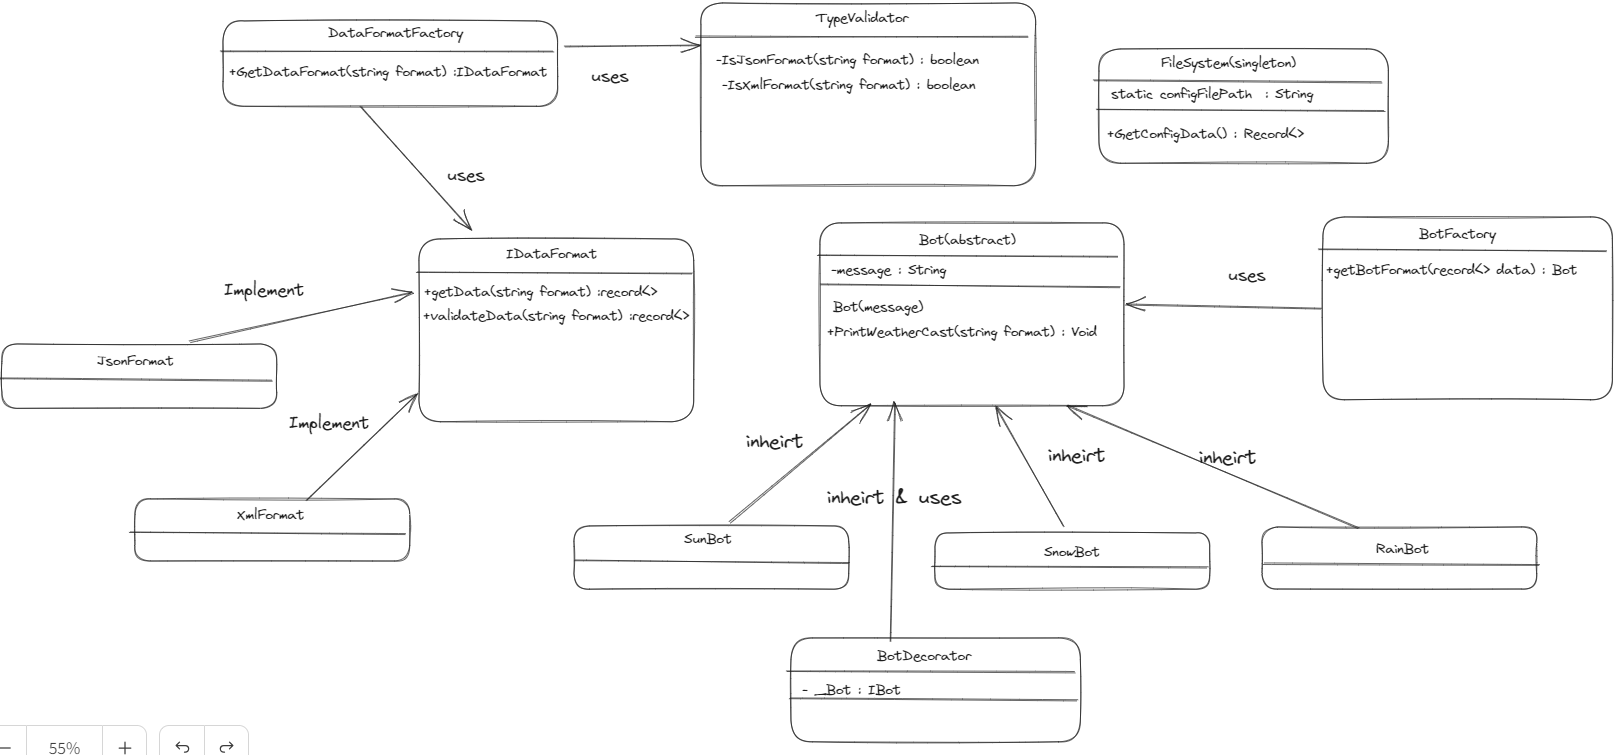 DataFormatFactory
+GetDataFormat(string format) :IDataFormat
uses
TypeValidator
-IsJsonFormat(string format) : boolean
-IsXmlFormat(string format) : boolean
FileSystem(singleton)
static configFilePath : String
+GetConfigData() : Record<>
uses
IDataFormat
+getData(string format) :record<>
+validateData(string format) :record<>
Implement
JsonFormat
Implement
XmlFormat
Bot(abstract)
-message : String
Bot(message)
+PrintWeatherCast(string format) : Void
uses
BotFactory
+getBotFormat(record<> data) : Bot
inheirt
inheirt & uses
inheirt
inheirt
SunBot
SnowBot
RainBot
BotDecorator
- _Bot : IBot
55%